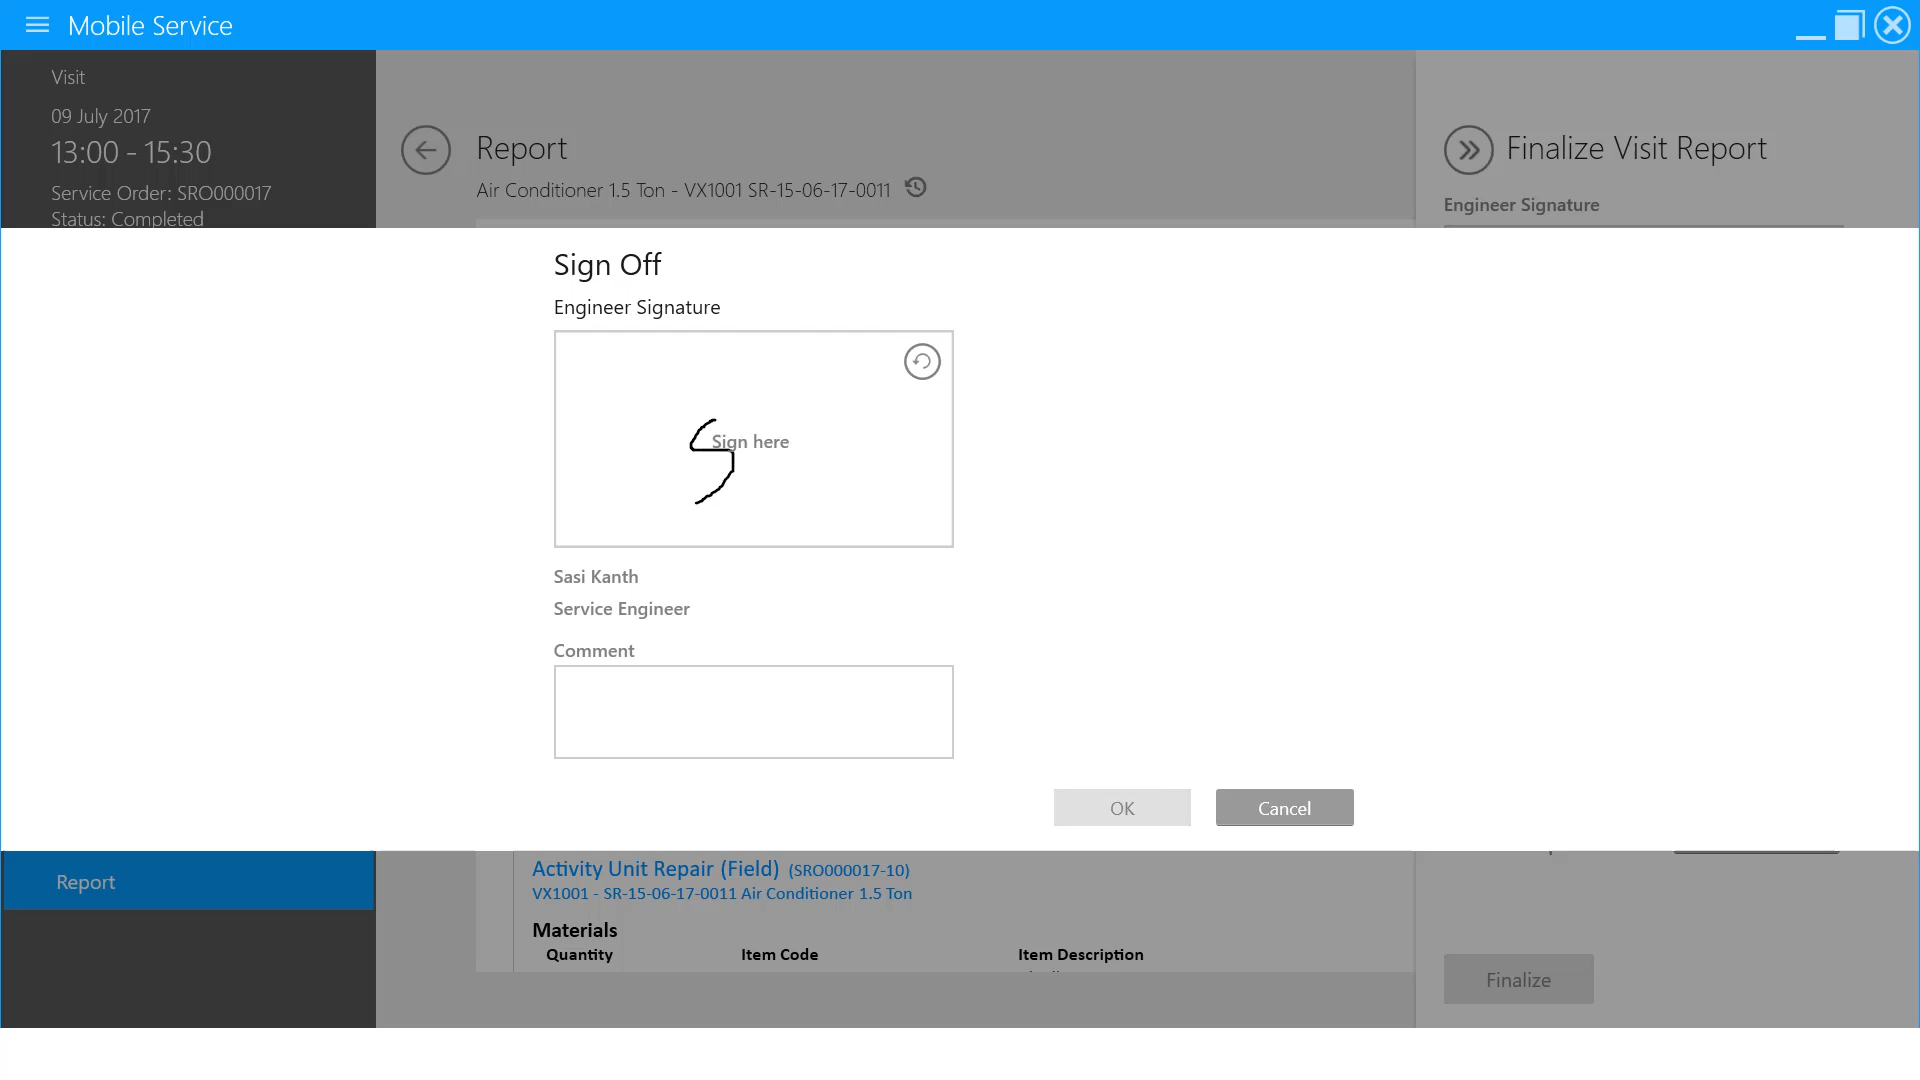 Mobile Service
Visit
09 July 2017
13:00 - 15:30
Service Order: SRO000017
Status: Completed
Report
Air Conditioner 1.5 Ton - VX1001 SR-15-06-17-0011
Finalize Visit Report
Engineer Signature
Sign Off
Engineer Signature
Sign here
S
Sasi Kanth
Service Engineer
Comment
OK
Cancel
Report
Activity Unit Repair (Field) (SRO000017-10)
VX1001 - SR-15-06-17-0011 Air Conditioner 1.5 Ton
Materials
Quantity Item Code Item Description
Finalize